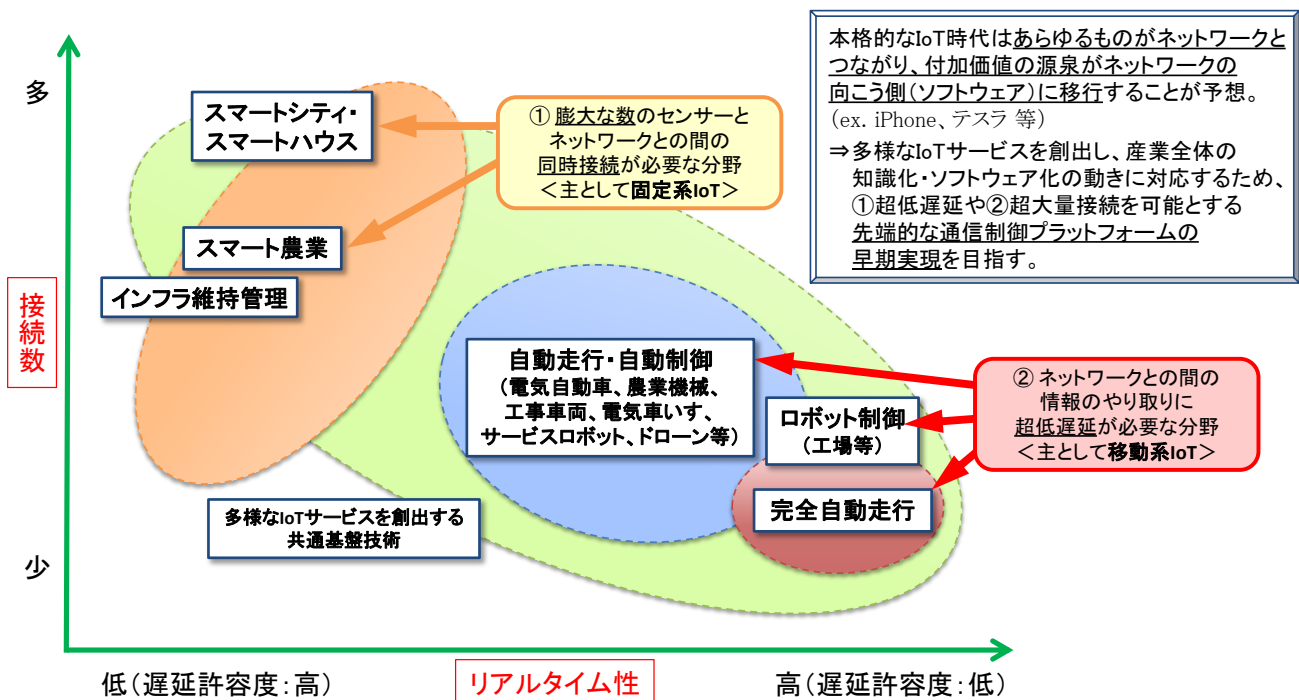 本格的なIoT時代はあらゆるものがネットワークと
つながり、付加価値の源泉がネットワークの
向こう側(ソフトウェア)に移行することが予想。
(ex. iPhone、テスラ 等)
⇒多様なIoTサービスを創出し、産業全体の
知識化・ソフトウェア化の動きに対応するため、
①超低遅延や②超大量接続を可能とする
先端的な通信制御プラットフォームの
早期実現を目指す。
多
スマートシティ・
スマートハウス
① 膨大な数のセンサーと
ネットワークとの間の
同時接続が必要な分野
<主として固定系IoT>
スマート農業
インフラ維持管理
接続数
自動走行・自動制御
(電気自動車、農業機械、
工事車両、電気車いす、
サービスロボット、ドローン等)
② ネットワークとの間の
情報のやり取りに
超低遅延が必要な分野
<主として移動系IoT>
ロボット制御
(工場等)
完全自動走行
多様なIoTサービスを創出する
共通基盤技術
少
低(遅延許容度:高)
リアルタイム性
高(遅延許容度:低)